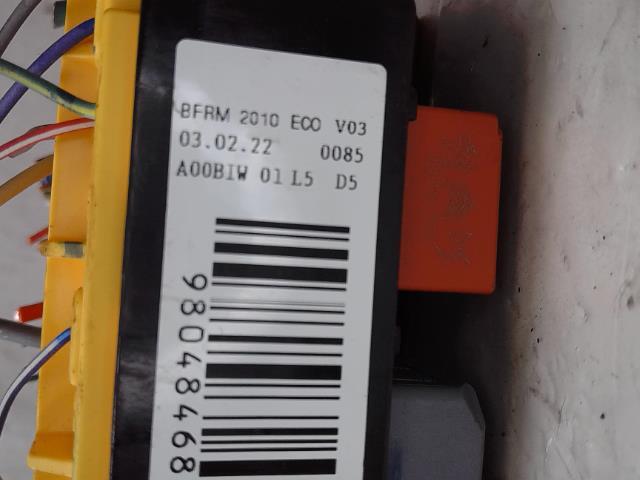 BFRM 2010 ECO V03
03.02.22 0085
A00BIW 01 L5 D5
98048468